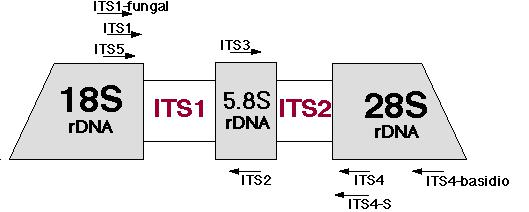 ITS1-fungal
ITS1
ITS5
ITS3
18S
rDNA
ITS1
5.8S
rDNA
ITS2
28S
rDNA
ITS2
ITS4
ITS4-basidio
ITS4-S